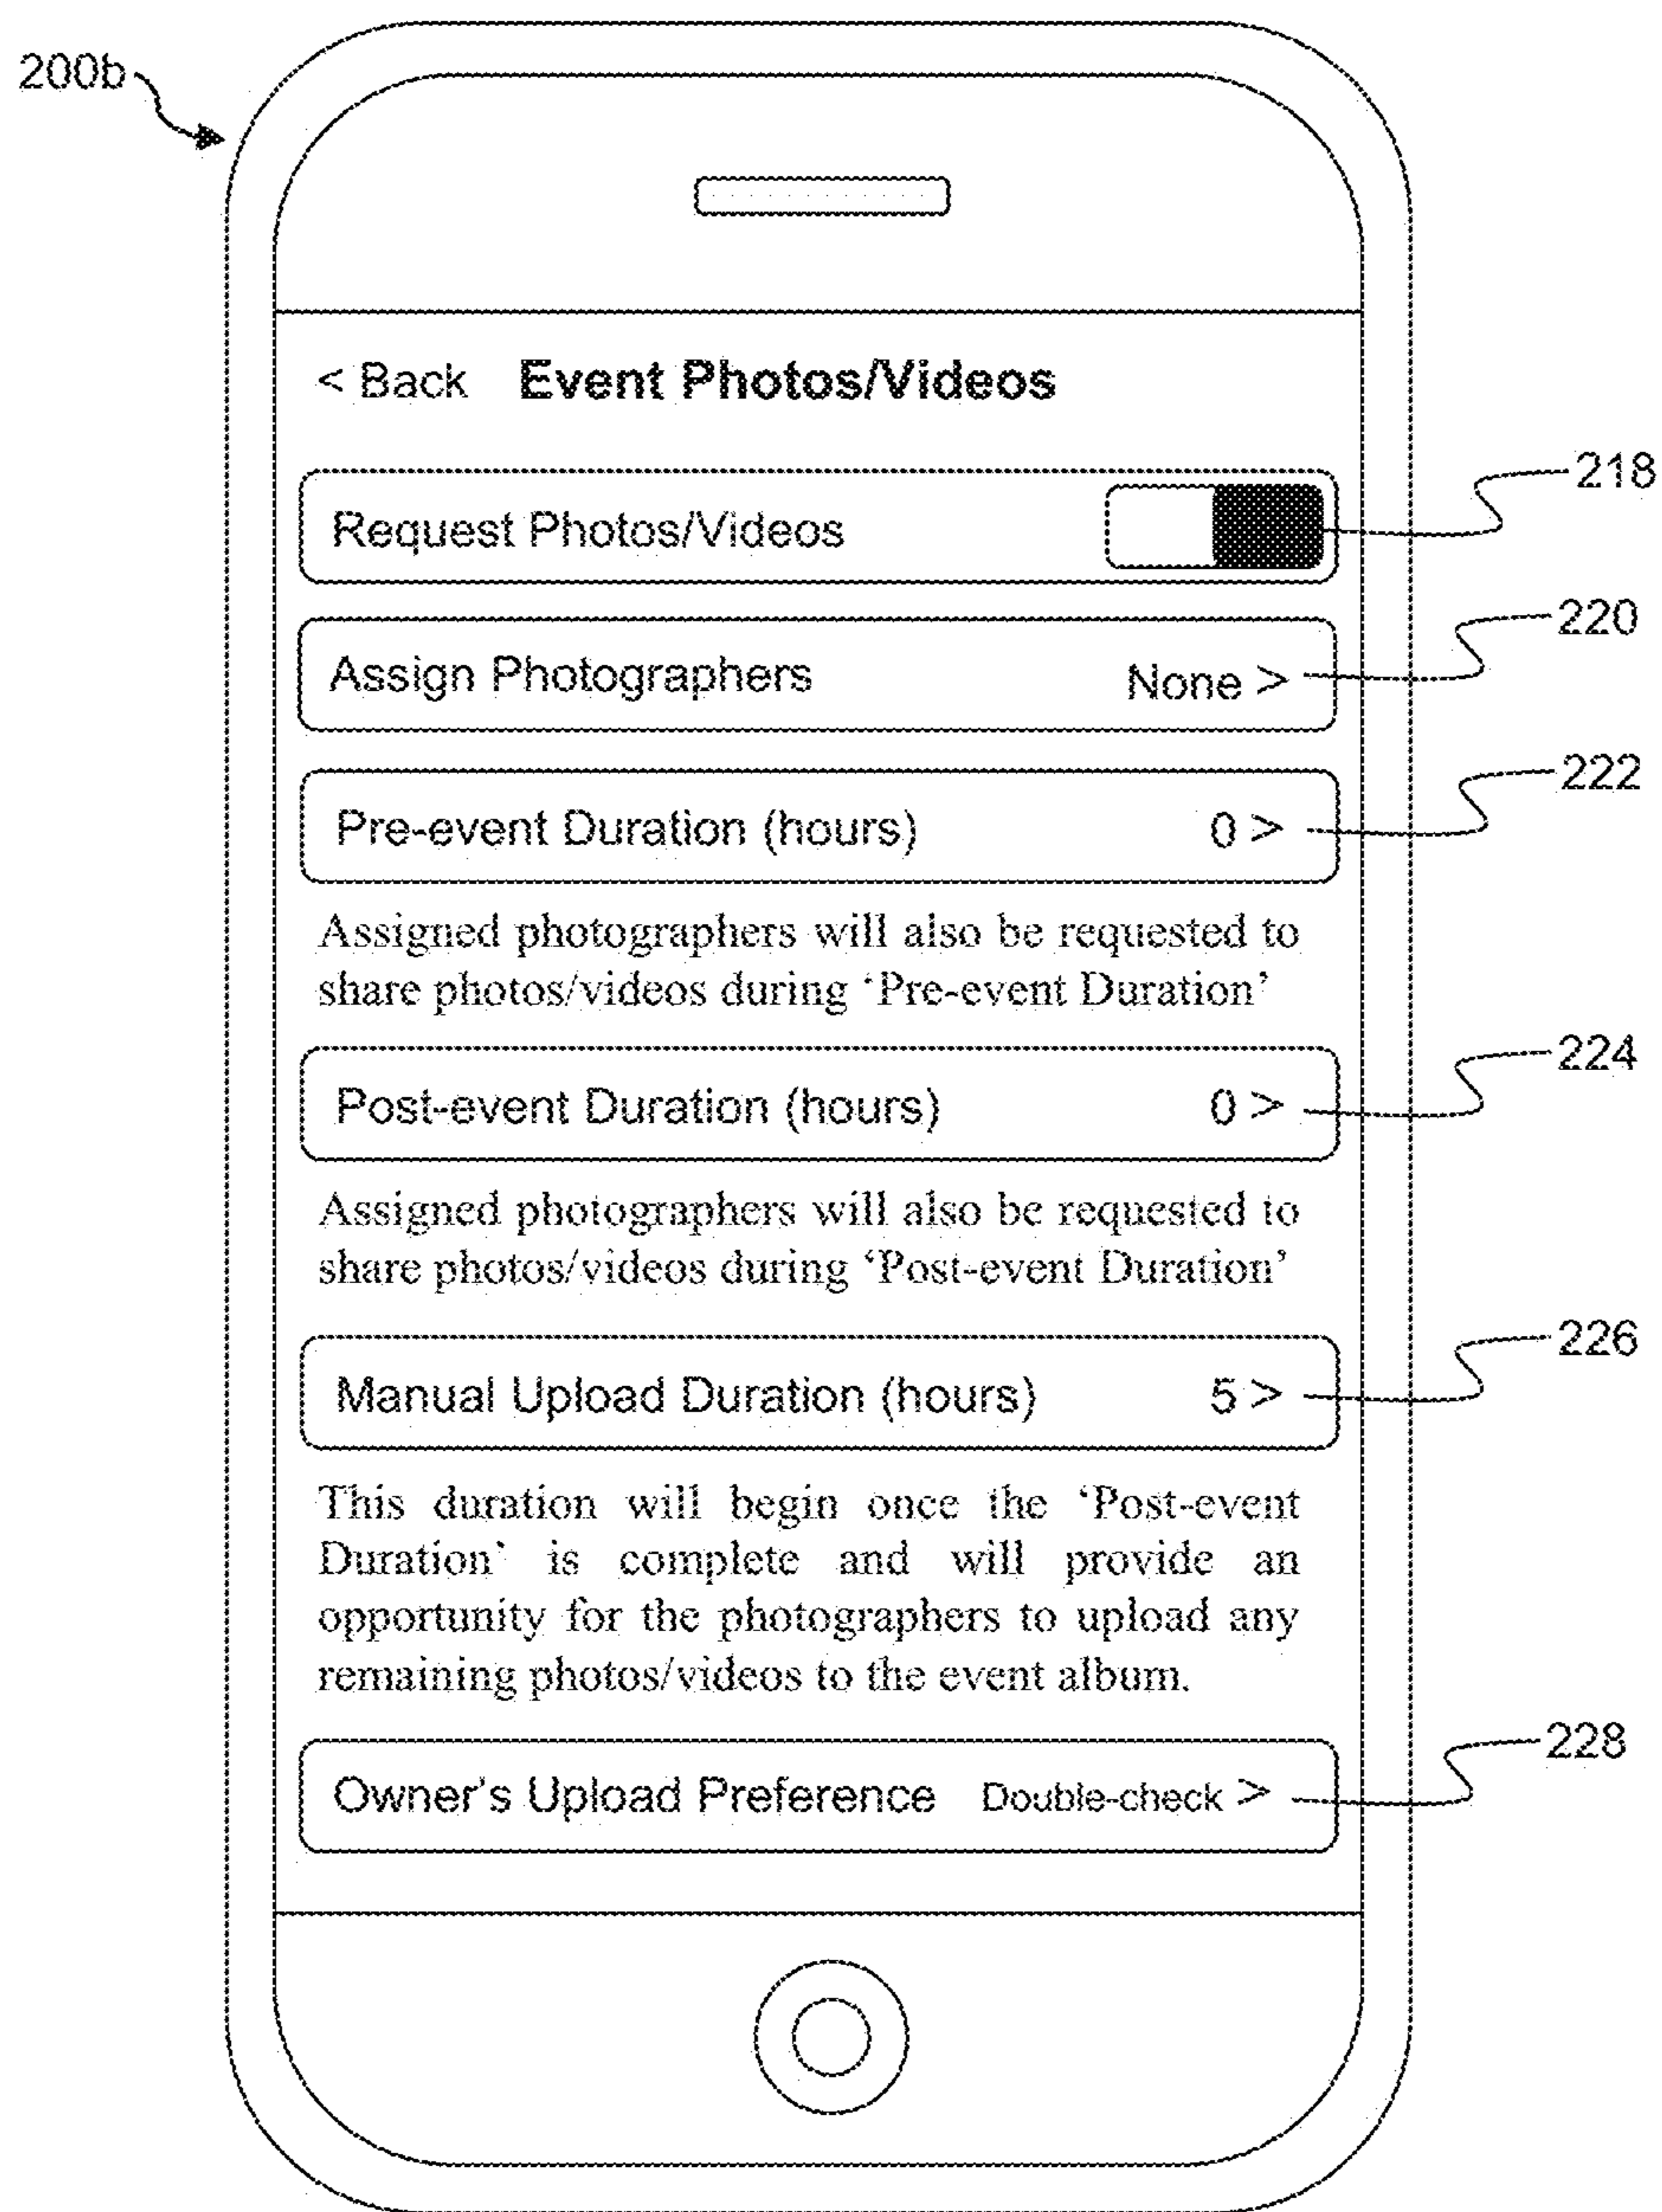 200b
< Back Event Photos/Videos
Request Photos/Videos
218
Assign Photographers None >
220
Pre-event Duration (hours) 0 >
222
Assigned photographers will also be requested to
share photos/videos during ‘Pre-event Duration’
Post-event Duration (hours) 0 >
224
Assigned photographers will also be requested to
share photos/videos during ‘Post-event Duration’
Manual Upload Duration (hours) 5 >
226
This duration will begin once the ‘Post-event
Duration’ is complete and will provide an
opportunity for the photographers to upload any
remaining photos/videos to the event album.
Owner's Upload Preference Double-check >
228